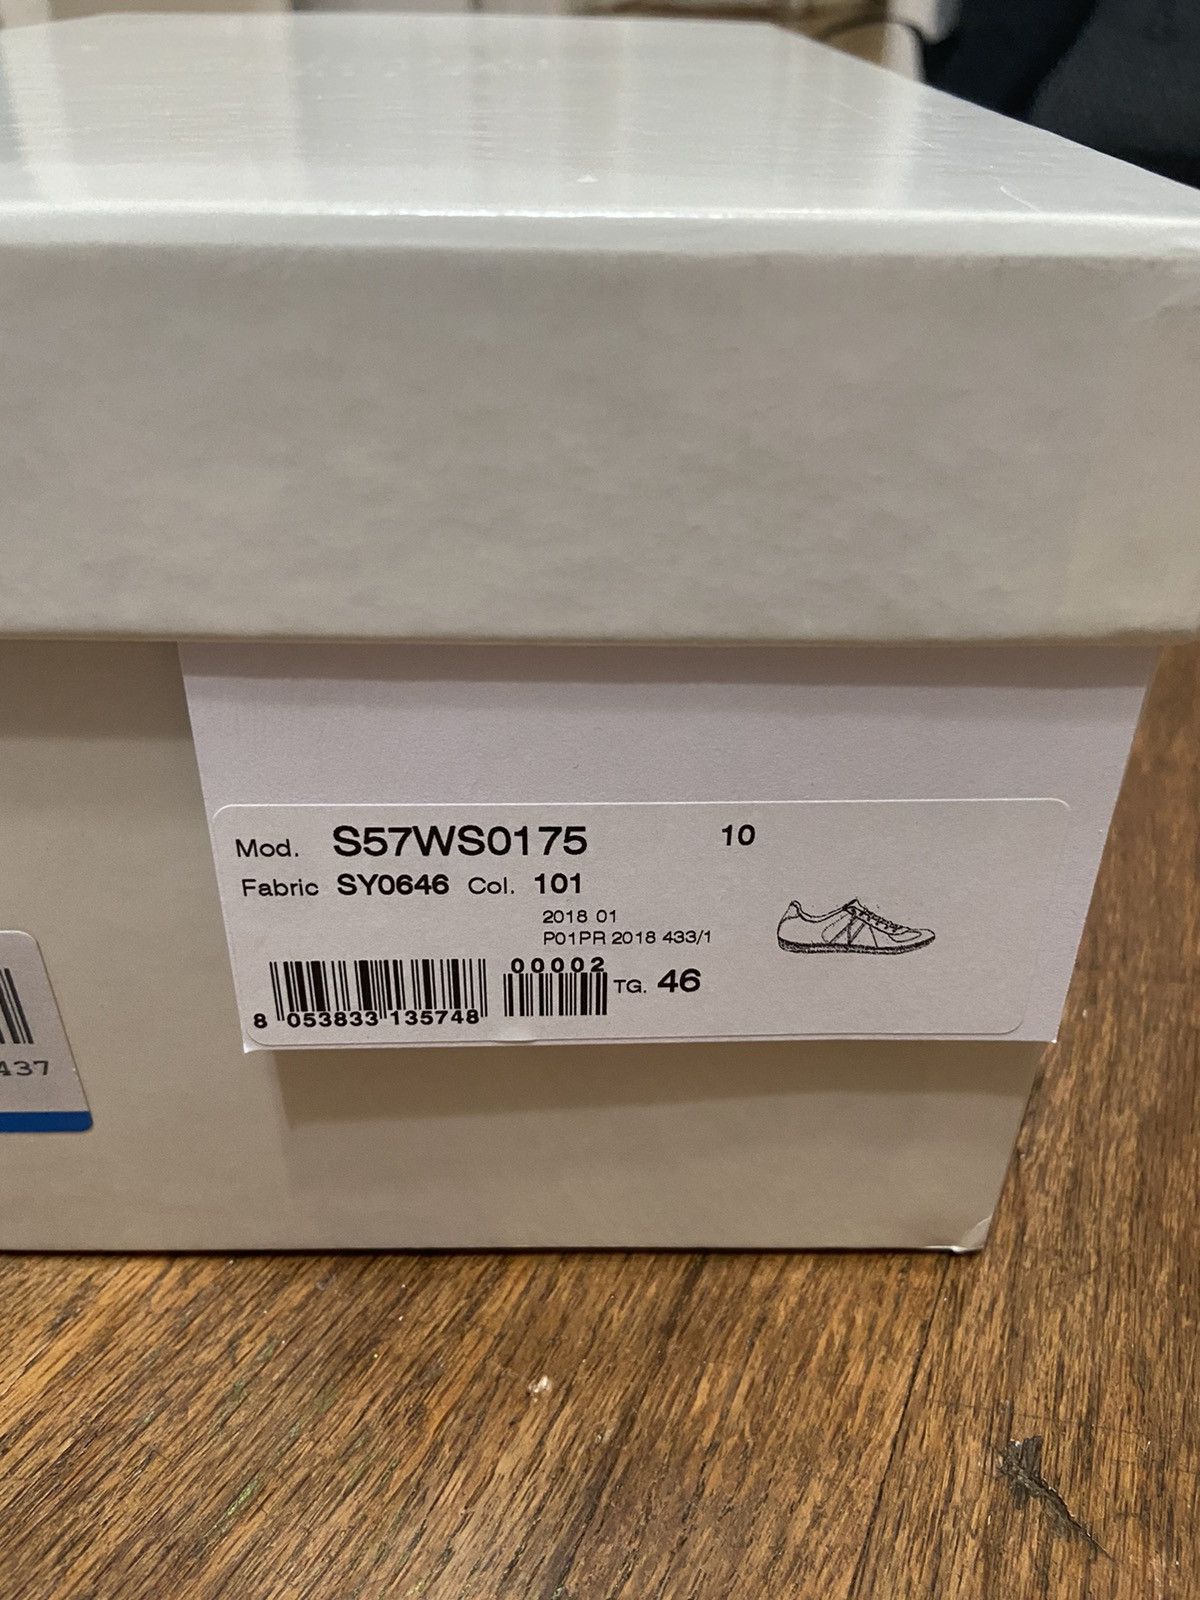 Mod. S57WS0175 10
Fabric SY0646 Col. 101
2018 01
P01PR 2018 433/1
00002
TG. 46
8 053833 135748
437